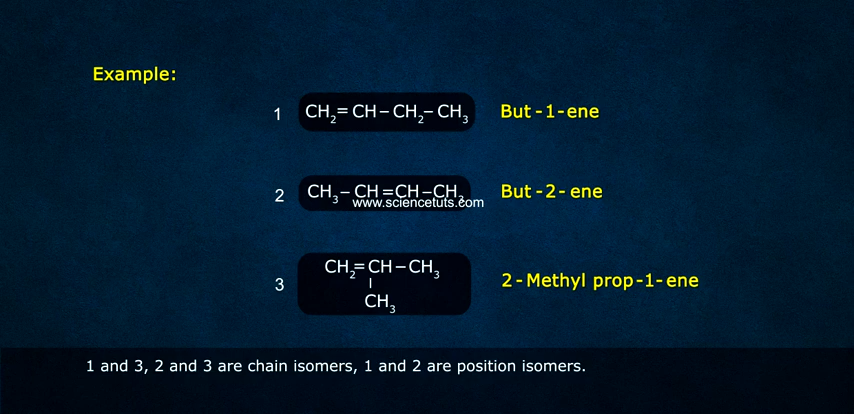 Example:
1 CH₂=CH–CH₂–CH₃ But-1-ene
2 CH₃–CH=CH–CH₃ But-2-ene
www.sciencetuts.com
3 CH₂=CH–CH₃ 2-Methyl prop-1-ene
CH₃
1 and 3, 2 and 3 are chain isomers, 1 and 2 are position isomers.